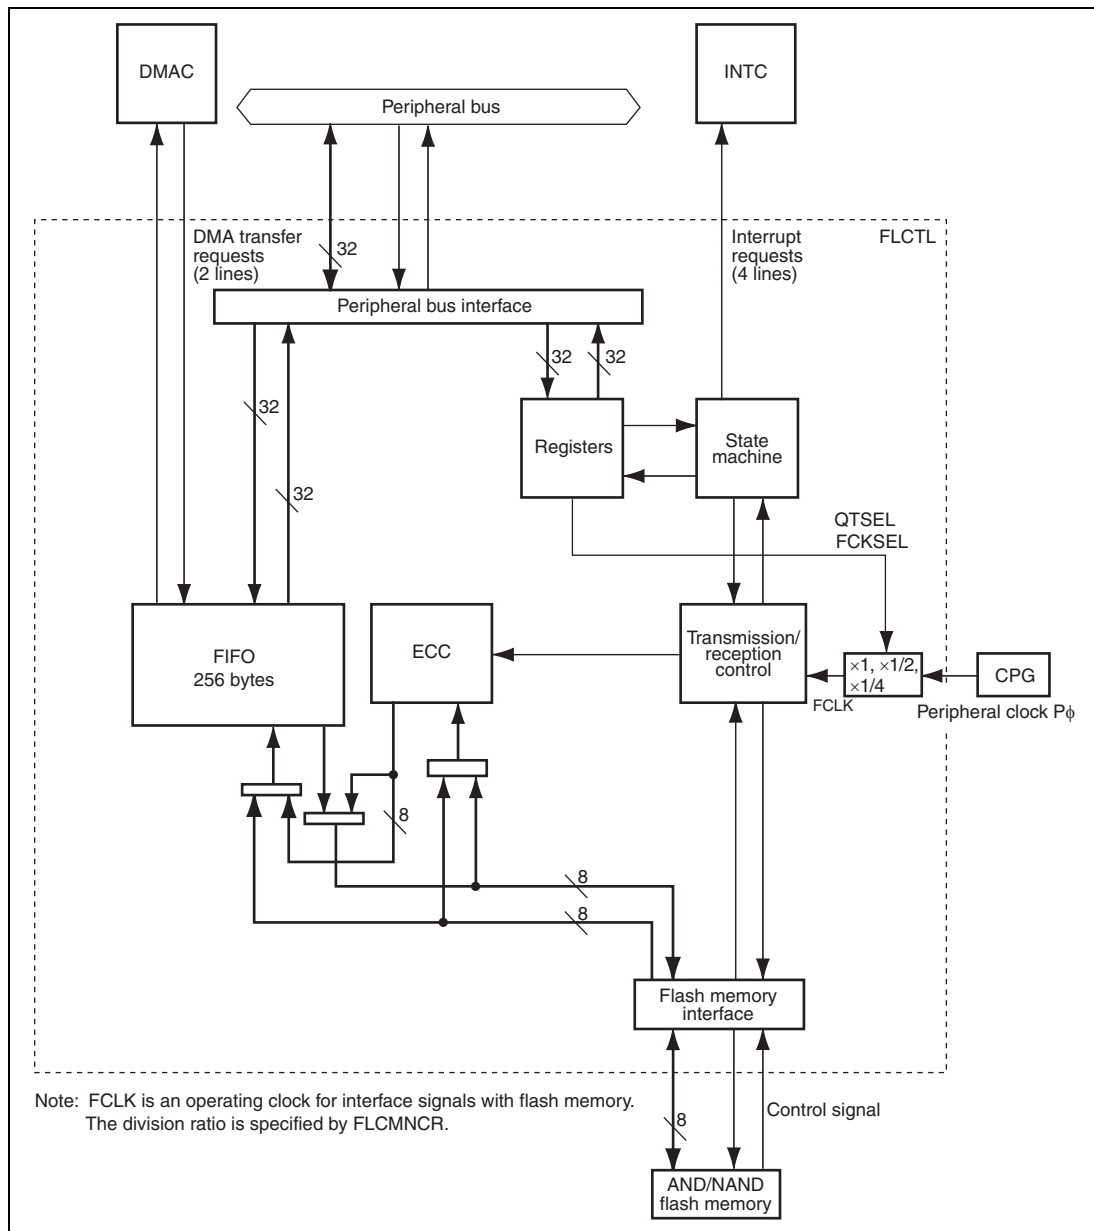 DMAC
INTC
Peripheral bus
DMA transfer
requests
(2 lines)
32
Interrupt
requests
(4 lines)
FLCTL
Peripheral bus interface
32
32
32
32
Registers
State
machine
QTSEL
FCKSEL
FIFO
256 bytes
ECC
Transmission/
reception
control
×1, ×1/2,
×1/4
CPG
FCLK
Peripheral clock Pϕ
8
8
8
Flash memory
interface
Note: FCLK is an operating clock for interface signals with flash memory.
The division ratio is specified by FLCMNCR.
8
Control signal
AND/NAND
flash memory